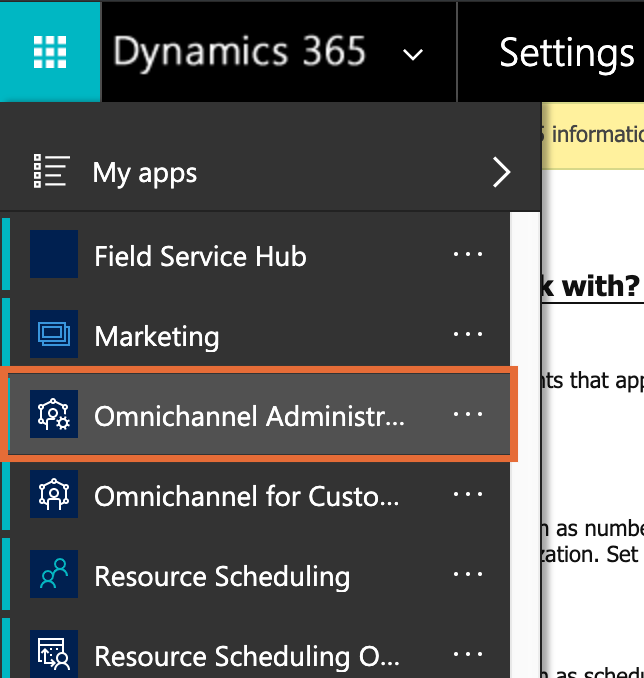 Dynamics 365
Settings
My apps
information
Field Service Hub ...
k with?
Marketing ...
nts that app
Omnichannel Administr... ...
Omnichannel for Custo... ...
as numbe
zation. Set
Resource Scheduling ...
Resource Scheduling O... ...
as sched